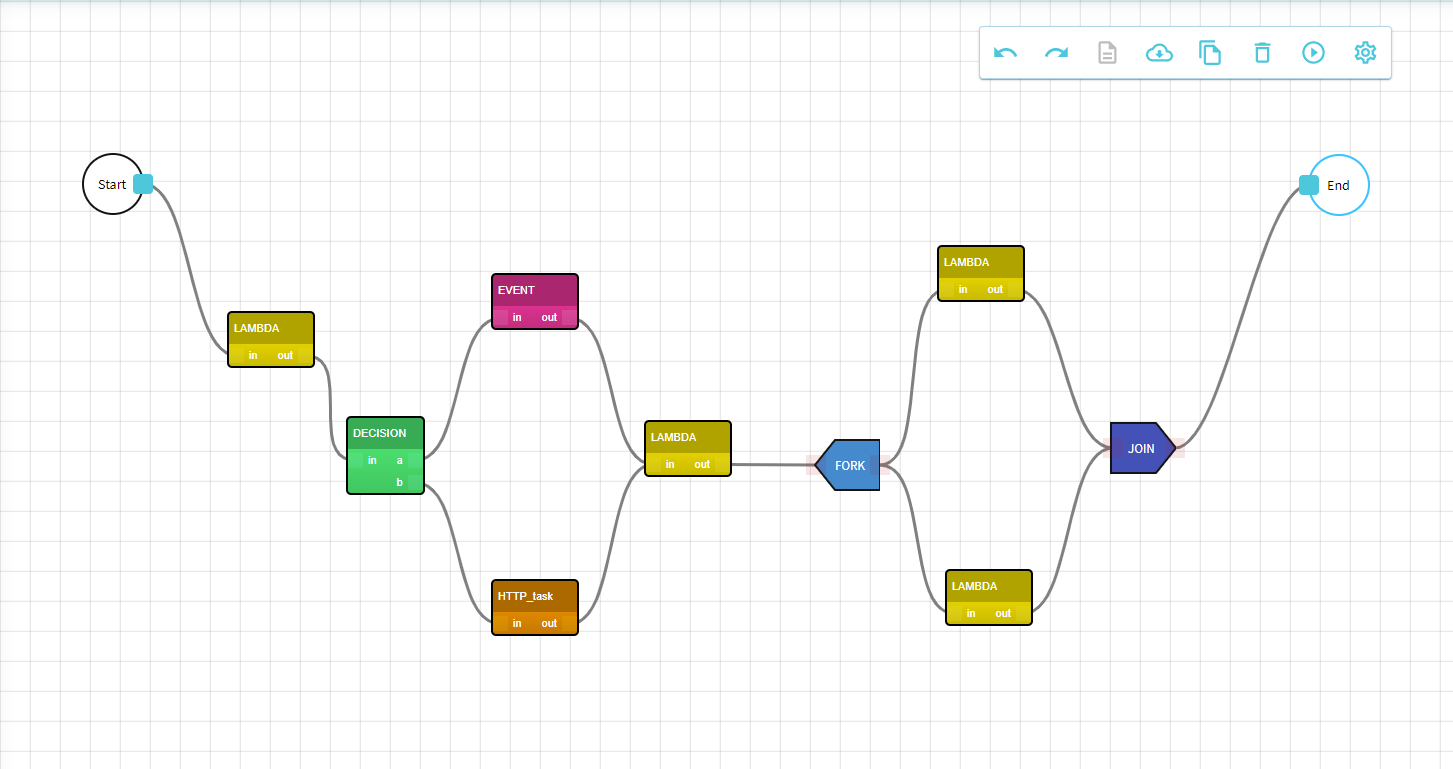 Start
LAMBDA
in out
DECISION
in a
b
EVENT
in out
HTTP_task
in out
LAMBDA
in out
FORK
LAMBDA
in out
LAMBDA
in out
JOIN
End